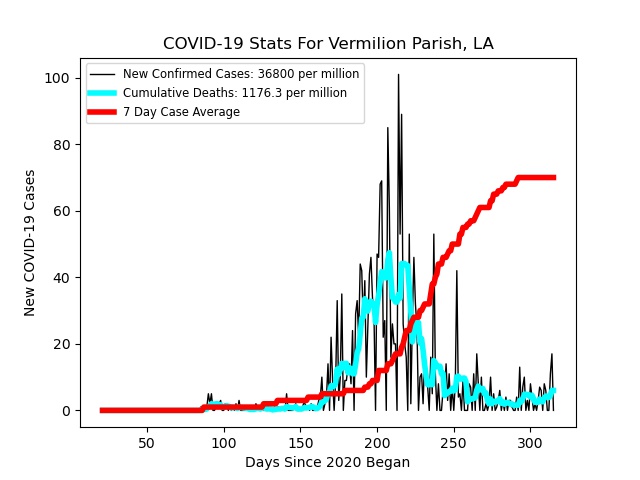 COVID-19 Stats For Vermilion Parish, LA
New Confirmed Cases: 36800 per million
Cumulative Deaths: 1176.3 per million
7 Day Case Average
New COVID-19 Cases
100
80
60
40
20
0
50 100 150 200 250 300
Days Since 2020 Began